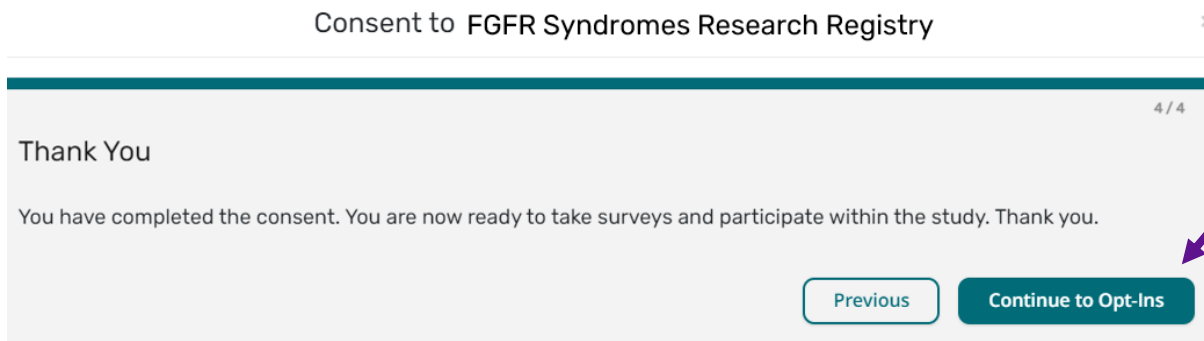 Consent to FGFR Syndromes Research Registry
4 / 4
Thank You
You have completed the consent. You are now ready to take surveys and participate within the study. Thank you.
Previous
Continue to Opt-Ins